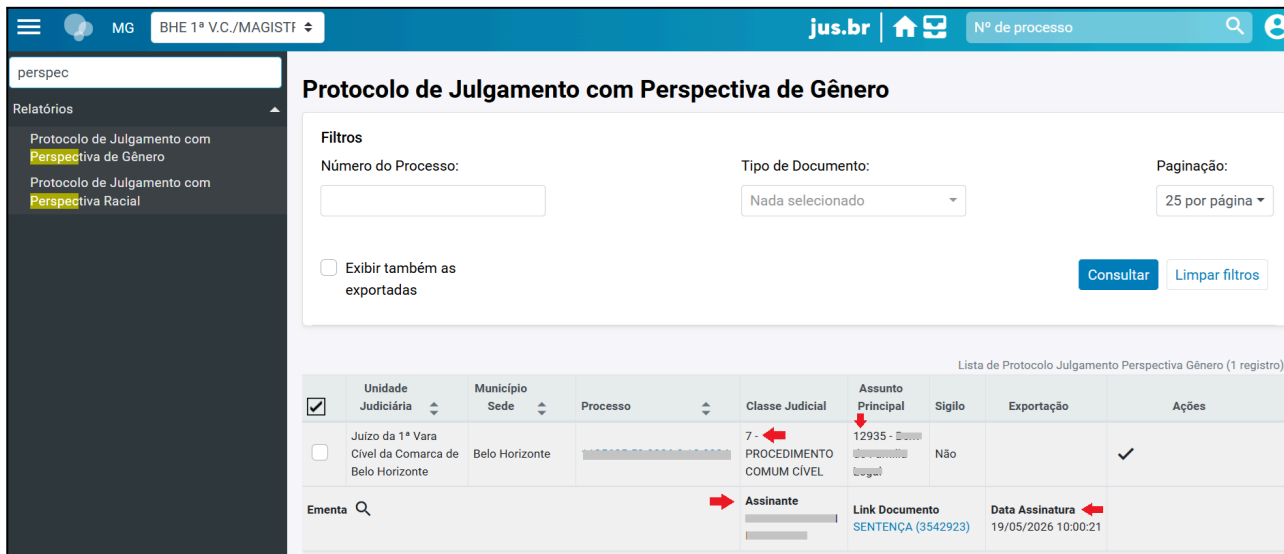 MG
BHE 1ª V.C./MAGISTF
jus.br
Nº de processo
perspec
Relatórios
Protocolo de Julgamento com
Perspectiva de Gênero
Protocolo de Julgamento com
Perspectiva Racial
Protocolo de Julgamento com Perspectiva de Gênero
Filtros
Número do Processo:
Tipo de Documento:
Paginação:
Nada selecionado
25 por página
Exibir também as
exportadas
Consultar
Limpar filtros
Lista de Protocolo Julgamento Perspectiva Gênero (1 registro)
Unidade
Judiciária
Município
Sede
Processo
Classe Judicial
Assunto
Principal
Sigilo
Exportação
Ações
Juízo da 1ª Vara
Cível da Comarca de
Belo Horizonte
Belo Horizonte
7 -
PROCEDIMENTO
COMUM CÍVEL
12935 -
Não
Ementa
Assinante
Link Documento
SENTENÇA (3542923)
Data Assinatura
19/05/2026 10:00:21